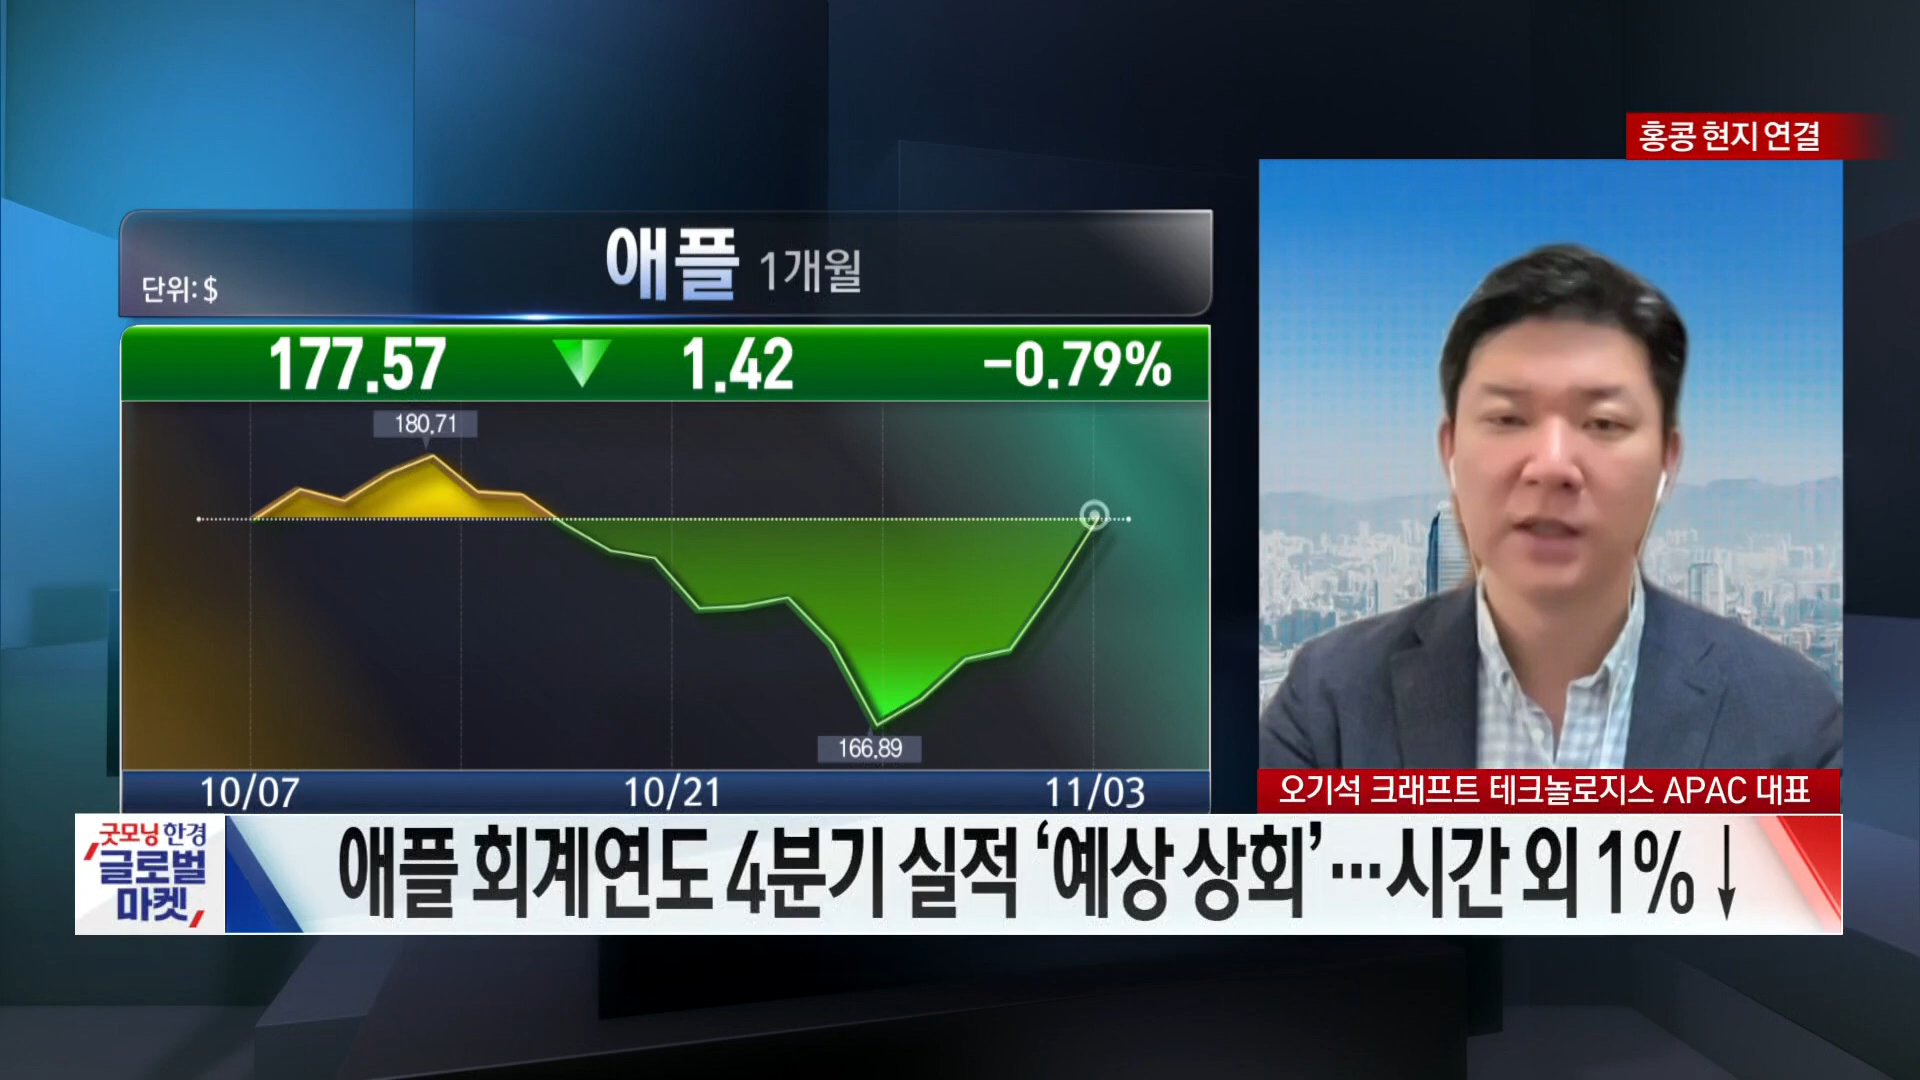 홍콩 현지 연결
애플 1개월
단위: $
177.57 ▼ 1.42 -0.79%
180.71
166.89
10/07 10/21 11/03
오기석 크래프트 테크놀로지스 APAC 대표
굿모닝 한경
글로벌
마켓
애플 회계연도 4분기 실적 ‘예상 상회’…시간 외 1%↓